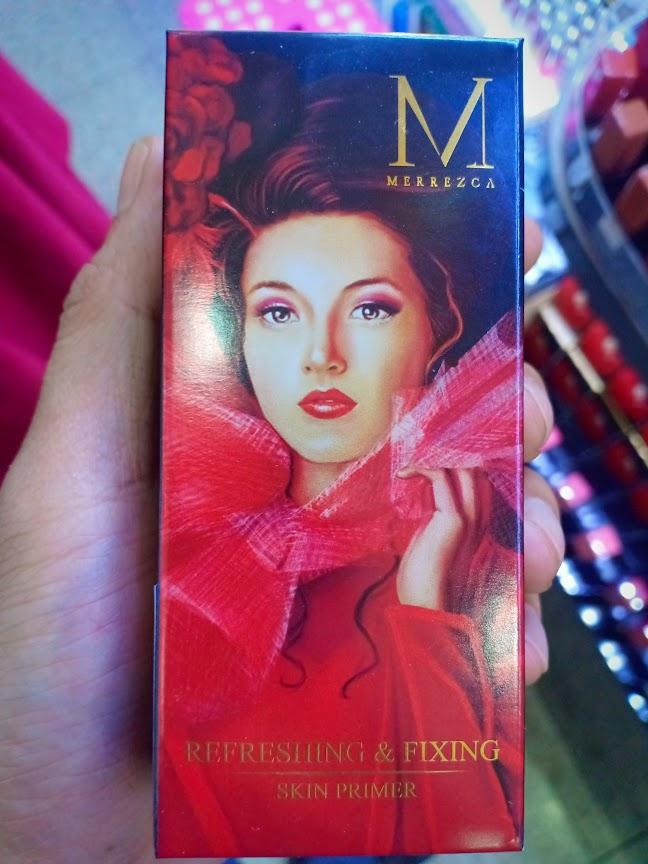 M
MERREZCA
REFRESHING & FIXING
SKIN PRIMER